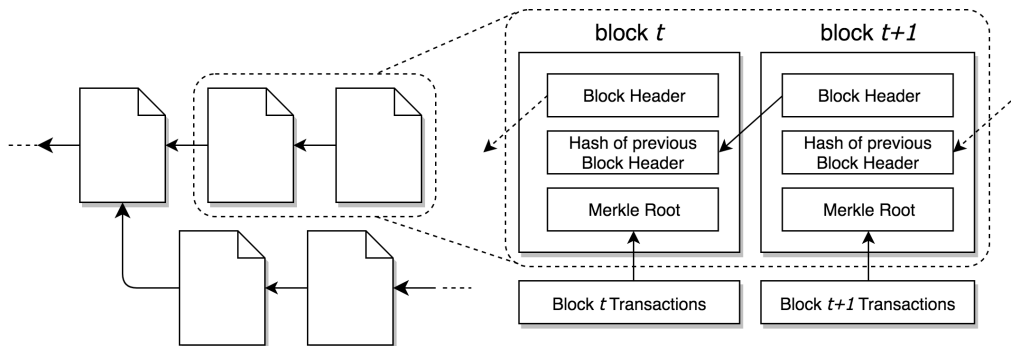 block t
block t+1
Block Header
Block Header
Hash of previous
Block Header
Hash of previous
Block Header
Merkle Root
Merkle Root
Block t Transactions
Block t+1 Transactions